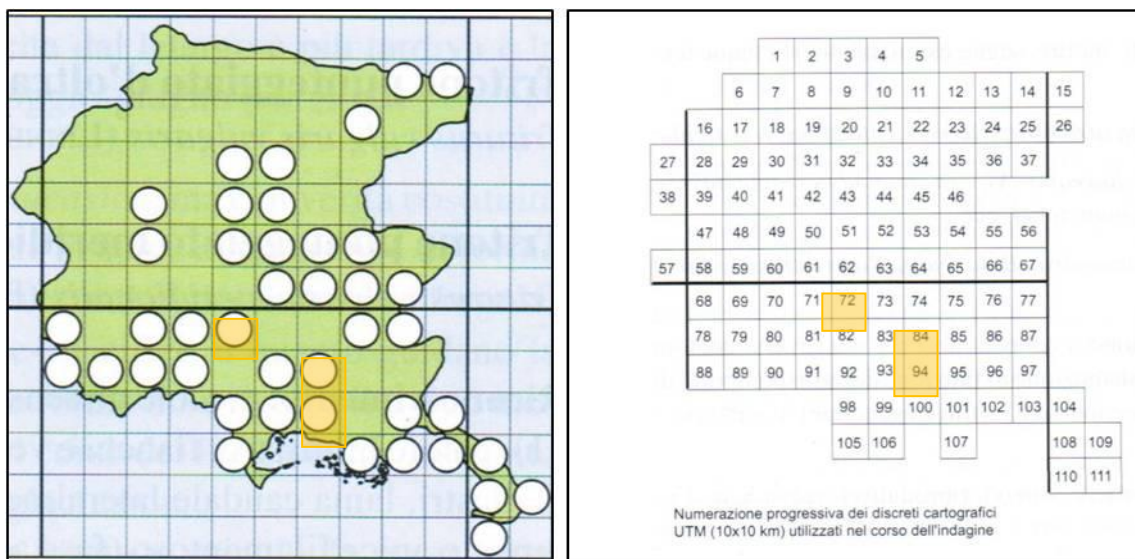 1 2 3 4 5
6 7 8 9 10 11 12 13 14 15
16 17 18 19 20 21 22 23 24 25 26
27 28 29 30 31 32 33 34 35 36 37
38 39 40 41 42 43 44 45 46
47 48 49 50 51 52 53 54 55 56
57 58 59 60 61 62 63 64 65 66 67
68 69 70 71 72 73 74 75 76 77
78 79 80 81 82 83 84 85 86 87
88 89 90 91 92 93 94 95 96 97
98 99 100 101 102 103 104
105 106 107 108 109
110 111
Numerazione progressiva dei discreti cartografici
UTM (10x10 km) utilizzati nel corso dell'indagine